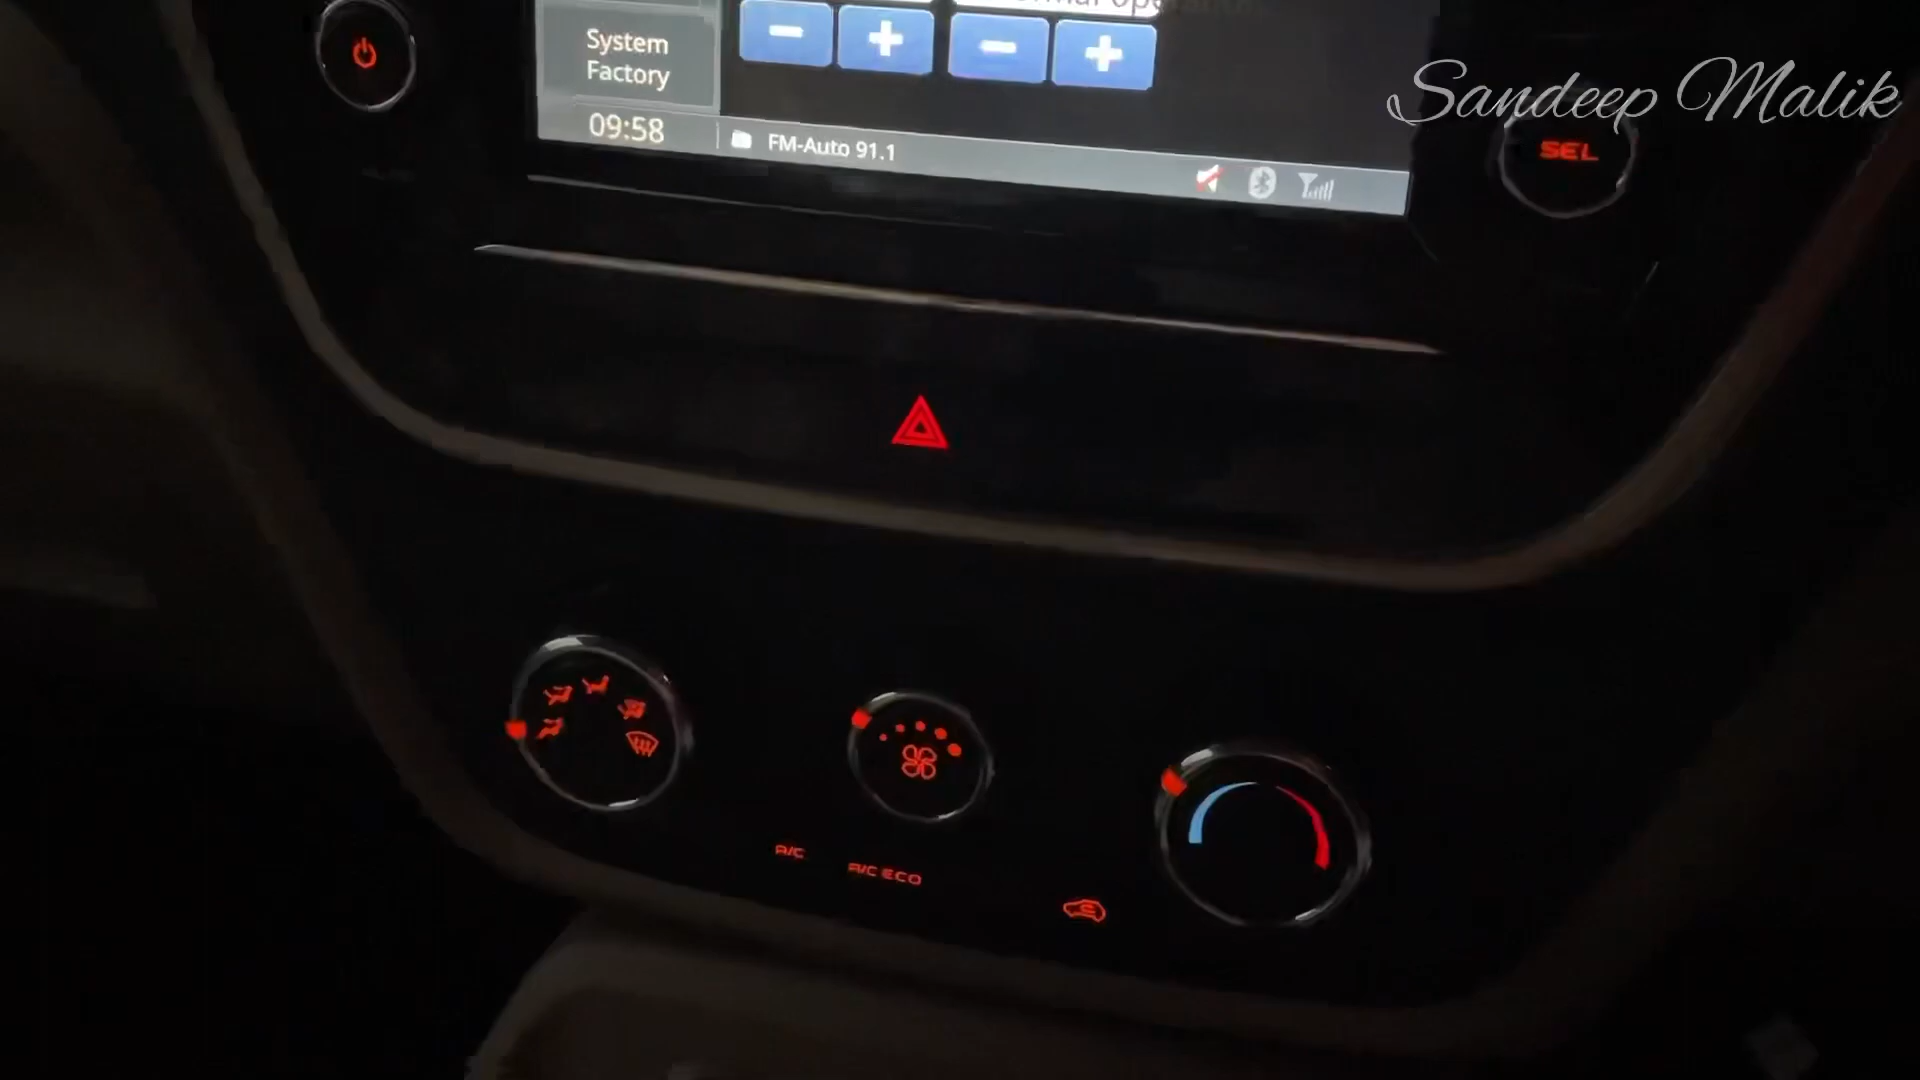 System
Factory
09:58
FM-Auto 91.1
Sandeep Malik
SEL
A/C
A/C ECO